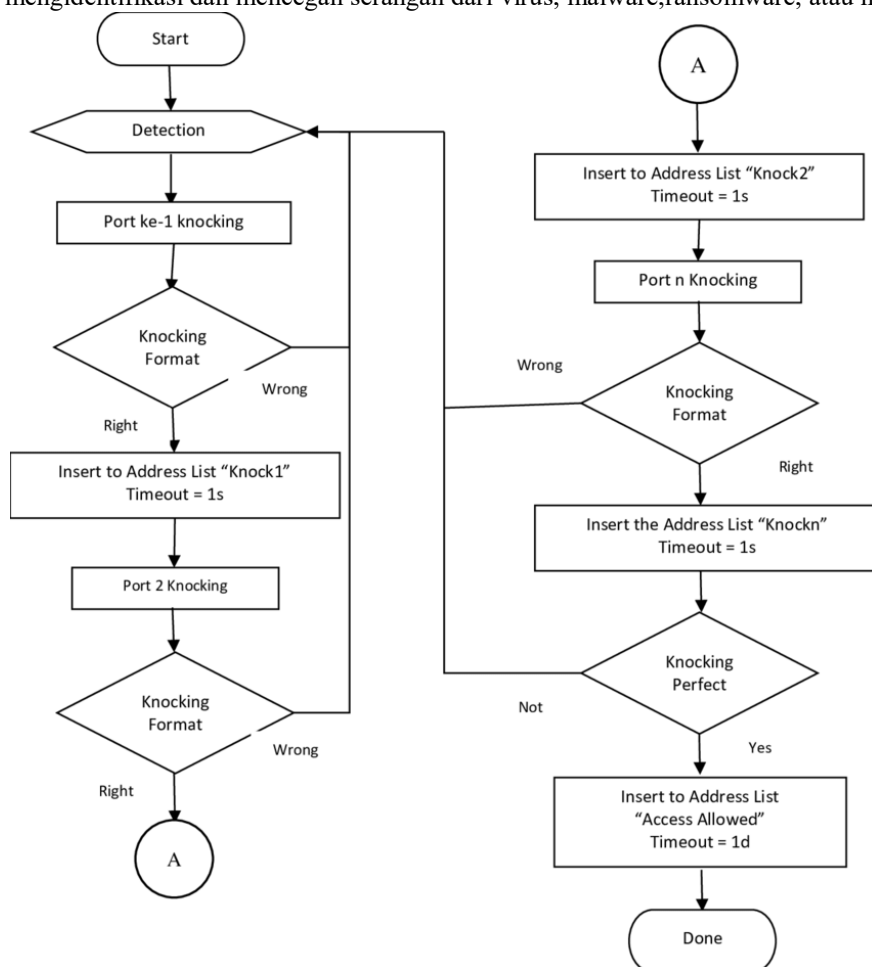 mengidentifikasi dan mencegah serangan dari virus, malware,ransomware, atau
Start
Detection
Port ke-1 knocking
Knocking
Format
Wrong
Right
Insert to Address List “Knock1”
Timeout = 1s
Port 2 Knocking
Knocking
Format
Wrong
Right
A
A
Insert to Address List “Knock2”
Timeout = 1s
Port n Knocking
Wrong
Knocking
Format
Right
Insert the Address List “Knockn”
Timeout = 1s
Knocking
Perfect
Not
Yes
Insert to Address List
“Access Allowed”
Timeout = 1d
Done